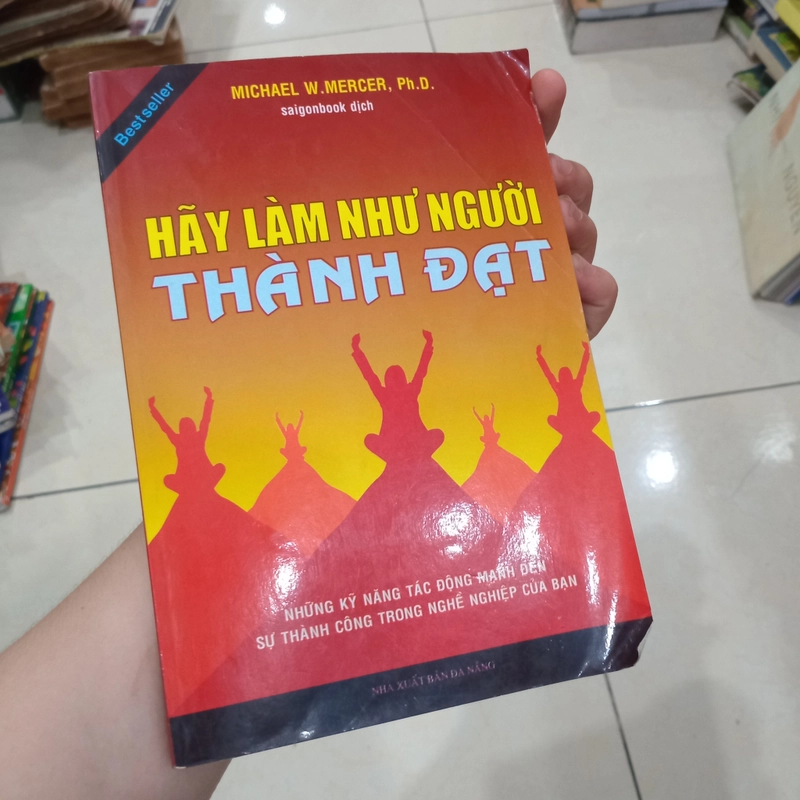 Bestseller
MICHAEL W.MERCER, Ph.D.
saigonbook dịch
HÃY LÀM NHƯ NGƯỜI
THÀNH ĐẠT
NHỮNG KỸ NĂNG TÁC ĐỘNG MẠNH ĐẾN
SỰ THÀNH CÔNG TRONG NGHỀ NGHIỆP CỦA BẠN
NHÀ XUẤT BẢN ĐÀ NẴNG